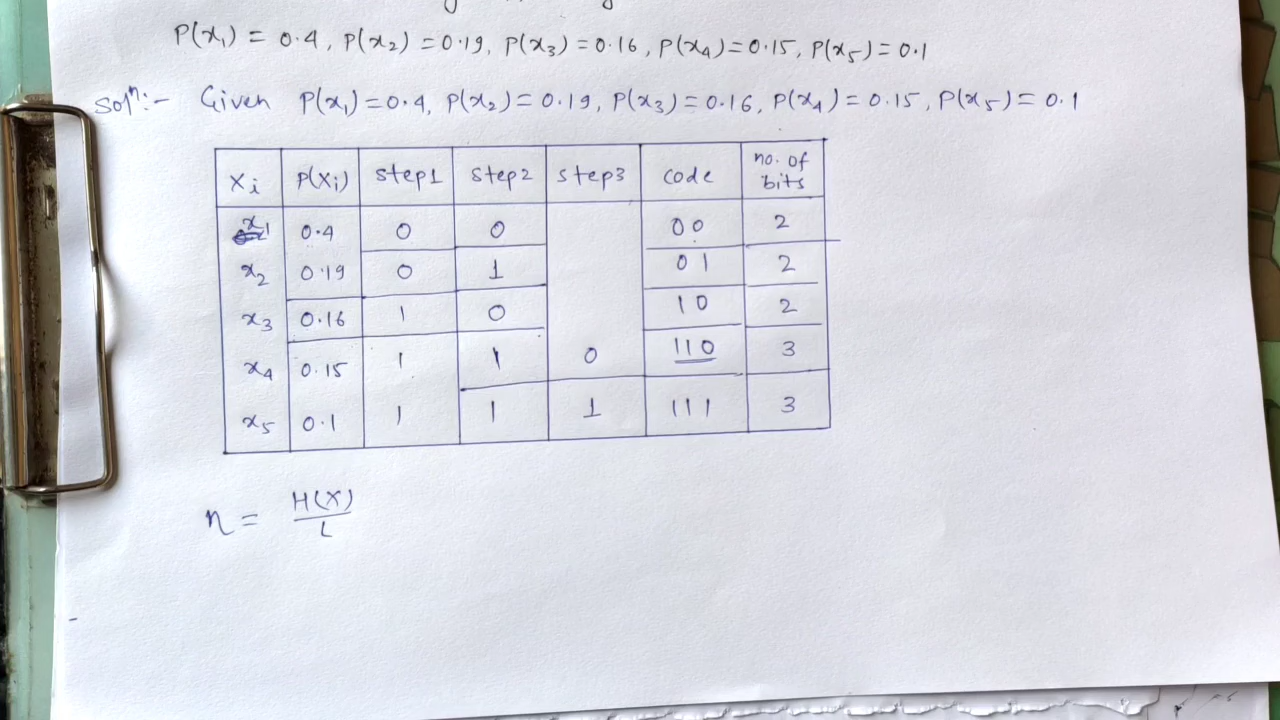 P(x₁) = 0.4, P(x₂) = 0.19, P(x₃) = 0.16, P(x₄) = 0.15, P(x₅) = 0.1
Solⁿ:- Given P(x₁) = 0.4, P(x₂) = 0.19, P(x₃) = 0.16, P(x₄) = 0.15, P(x₅) = 0.1
Xi P(Xi) step1 step2 step3 code no. of bits
x1 0.4 0 0 00 2
x₂ 0.19 0 1 01 2
x₃ 0.16 1 0 10 2
x₄ 0.15 1 1 0 110 3
x₅ 0.1 1 1 1 111 3
η = H(X)/L